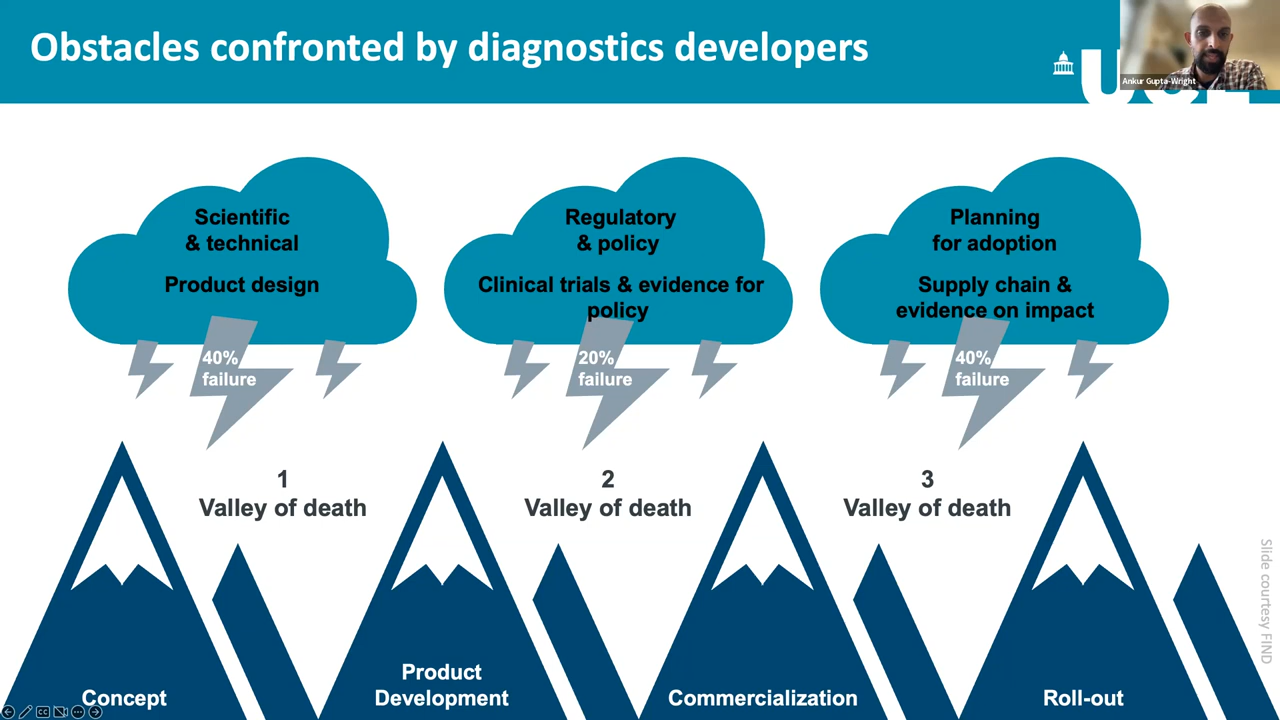 Obstacles confronted by diagnostics developers
Ankur Gupta-Wright
Scientific
& technical
Product design
40%
failure
Regulatory
& policy
Clinical trials & evidence for
policy
20%
failure
Planning
for adoption
Supply chain &
evidence on impact
40%
failure
1
Valley of death
2
Valley of death
3
Valley of death
Concept
Product
Development
Commercialization
Roll-out
Slide courtesy FIND